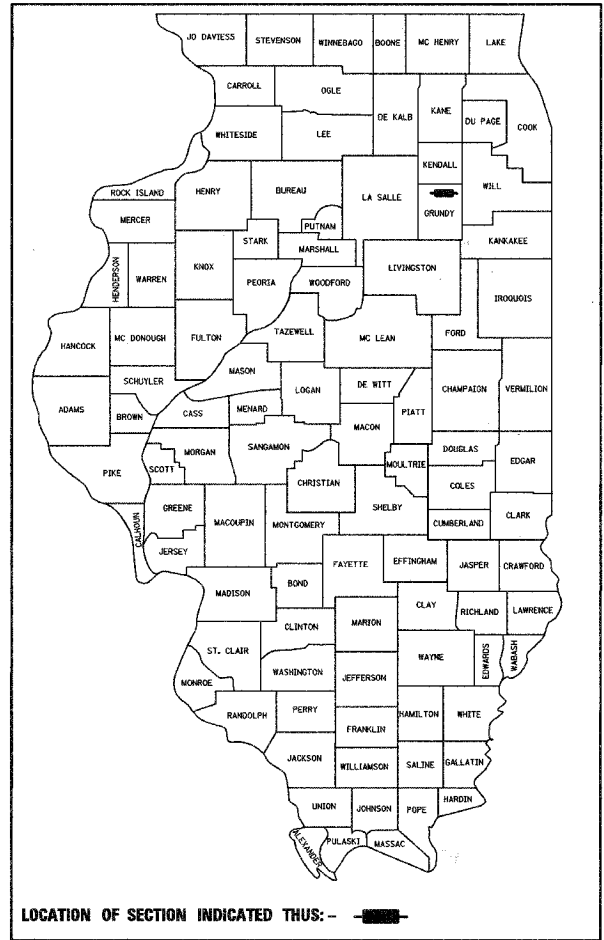 JO DAVIESS
STEVENSON
WINNEBAGO
BOONE
MC HENRY
LAKE
CARROLL
OGLE
DE KALB
KANE
DU PAGE
COOK
WHITESIDE
LEE
KENDALL
WILL
ROCK ISLAND
HENRY
BUREAU
LA SALLE
GRUNDY
MERCER
PUTNAM
STARK
MARSHALL
KANKAKEE
HENDERSON
WARREN
KNOX
PEORIA
WOODFORD
LIVINGSTON
IROQUOIS
HANCOCK
MC DONOUGH
FULTON
TAZEWELL
MC LEAN
FORD
MASON
SCHUYLER
LOGAN
DE WITT
CHAMPAIGN
VERMILION
ADAMS
BROWN
CASS
MENARD
MACON
PIATT
MORGAN
SANGAMON
DOUGLAS
EDGAR
PIKE
SCOTT
CHRISTIAN
MOULTRIE
COLES
GREENE
MACOUPIN
MONTGOMERY
SHELBY
CUMBERLAND
CLARK
CALHOUN
JERSEY
FAYETTE
EFFINGHAM
JASPER
CRAWFORD
MADISON
BOND
CLAY
RICHLAND
LAWRENCE
CLINTON
MARION
ST. CLAIR
WAYNE
EDWARDS
WABASH
WASHINGTON
JEFFERSON
MONROE
RANDOLPH
PERRY
HAMILTON
WHITE
FRANKLIN
JACKSON
WILLIAMSON
SALINE
GALLATIN
UNION
JOHNSON
POPE
HARDIN
ALEXANDER
PULASKI
MASSAC
LOCATION OF SECTION INDICATED THUS: -